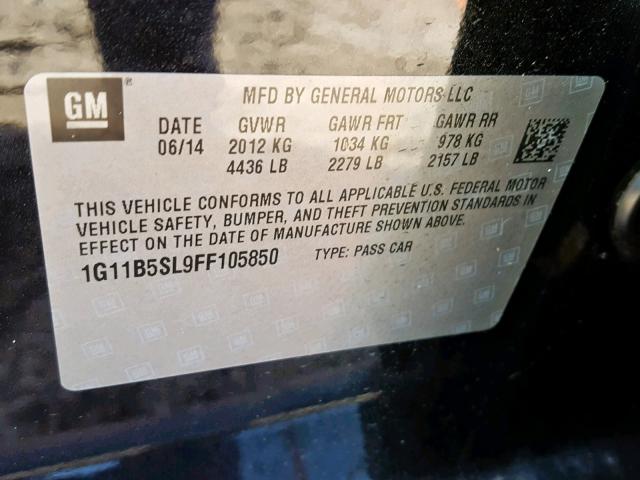 GM ®
MFD BY GENERAL MOTORS LLC
DATE GVWR GAWR FRT GAWR RR
06/14 2012 KG 1034 KG 978 KG
4436 LB 2279 LB 2157 LB
THIS VEHICLE CONFORMS TO ALL APPLICABLE U.S. FEDERAL MOTOR
VEHICLE SAFETY, BUMPER, AND THEFT PREVENTION STANDARDS IN
EFFECT ON THE DATE OF MANUFACTURE SHOWN ABOVE.
1G11B5SL9FF105850 TYPE: PASS CAR